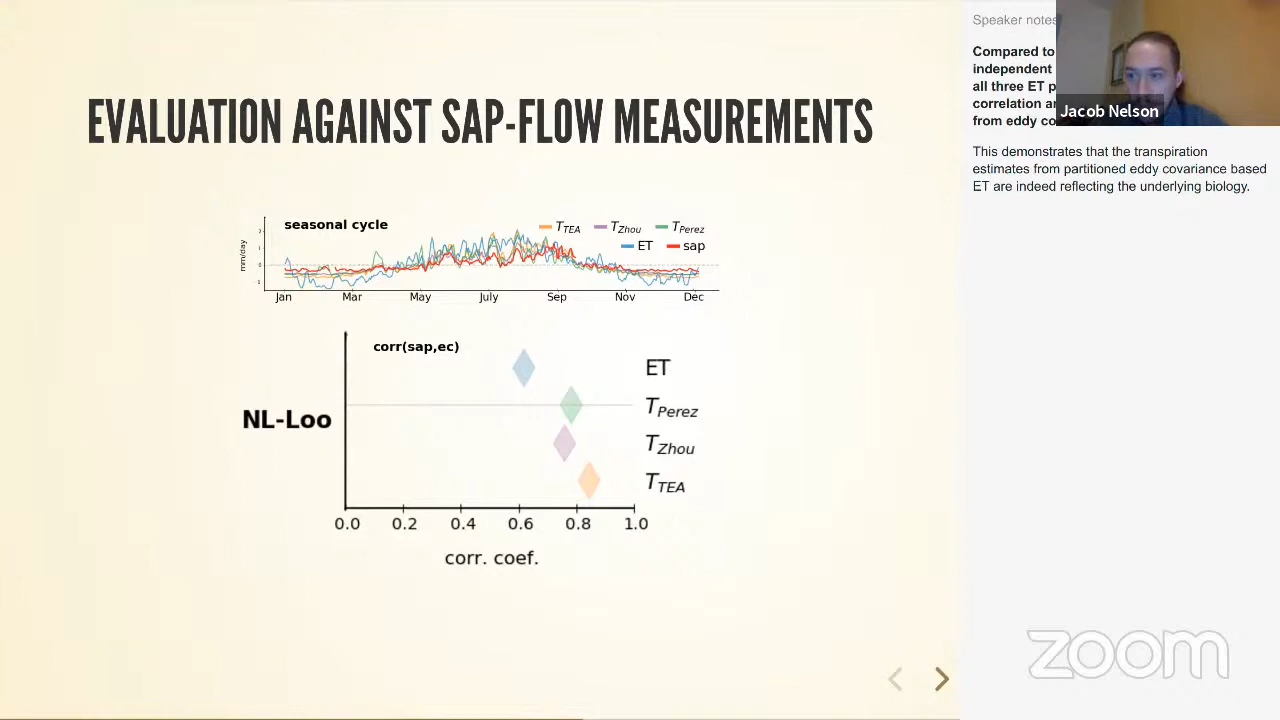 EVALUATION AGAINST SAP-FLOW MEASUREMENTS
seasonal cycle
T_TEA T_Zhou T_Perez
ET sap
mm/day
2
1
0
-1
Jan Mar May July Sep Nov Dec
corr(sap,ec)
ET
T_Perez
NL-Loo
T_Zhou
T_TEA
0.0 0.2 0.4 0.6 0.8 1.0
corr. coef.
Speaker notes
Compared to
independent
all three ET p
correlation a
from eddy co
Jacob Nelson
This demonstrates that the transpiration
estimates from partitioned eddy covariance based
ET are indeed reflecting the underlying biology.
zoom